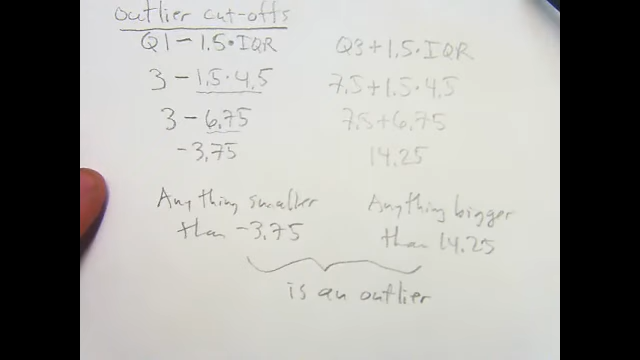 outlier cut-offs
Q1 - 1.5•IQR
3 - 1.5•4.5
3 - 6.75
-3.75
Anything smaller
than -3.75
Q3 + 1.5•IQR
7.5 + 1.5•4.5
7.5 + 6.75
14.25
Anything bigger
than 14.25
is an outlier